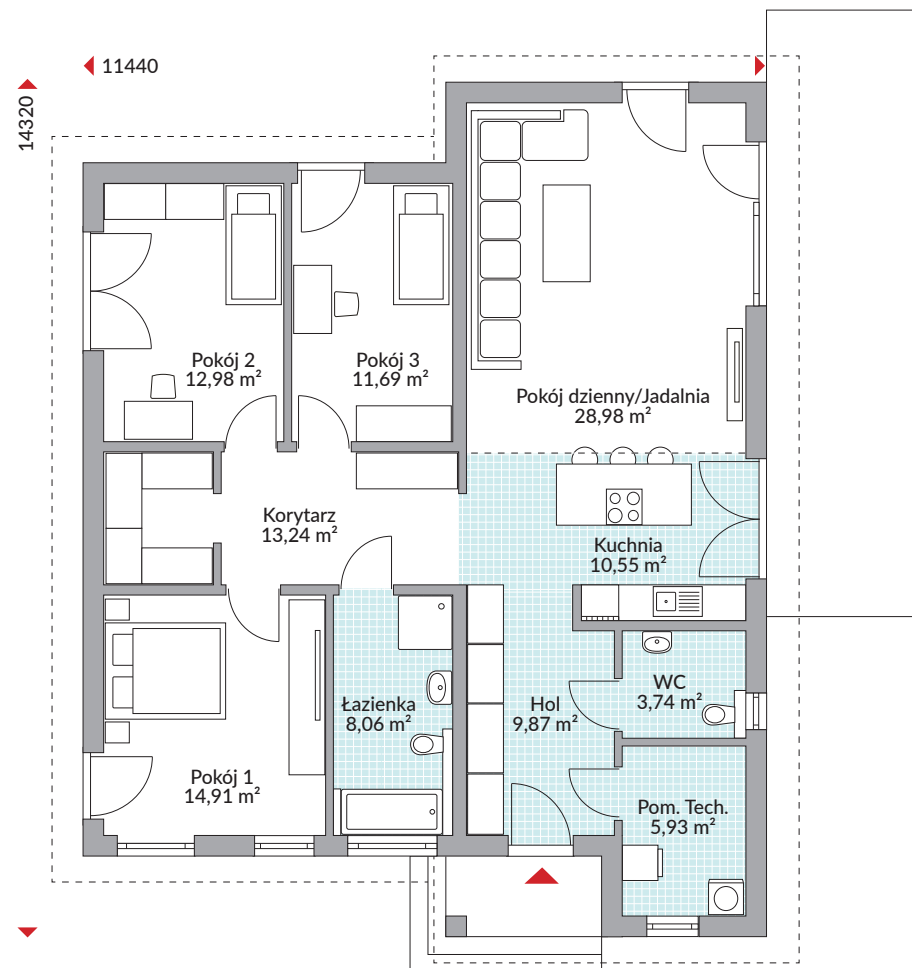 11440
14320
Pokój 2
12,98 m²
Pokój 3
11,69 m²
Pokój dzienny/Jadalnia
28,98 m²
Korytarz
13,24 m²
Kuchnia
10,55 m²
Łazienka
8,06 m²
Hol
9,87 m²
WC
3,74 m²
Pokój 1
14,91 m²
Pom. Tech.
5,93 m²